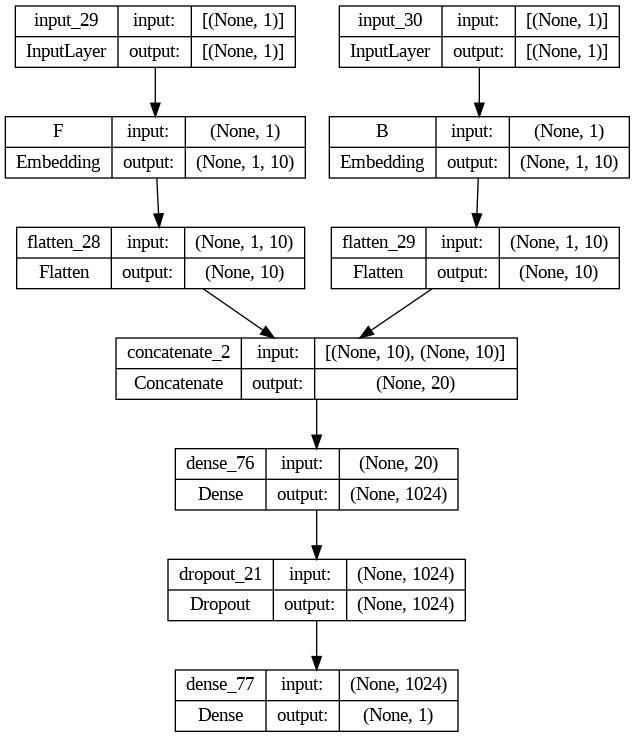 input_29 input: [(None, 1)]
InputLayer output: [(None, 1)]
input_30 input: [(None, 1)]
InputLayer output: [(None, 1)]
F input: (None, 1)
Embedding output: (None, 1, 10)
B input: (None, 1)
Embedding output: (None, 1, 10)
flatten_28 input: (None, 1, 10)
Flatten output: (None, 10)
flatten_29 input: (None, 1, 10)
Flatten output: (None, 10)
concatenate_2 input: [(None, 10), (None, 10)]
Concatenate output: (None, 20)
dense_76 input: (None, 20)
Dense output: (None, 1024)
dropout_21 input: (None, 1024)
Dropout output: (None, 1024)
dense_77 input: (None, 1024)
Dense output: (None, 1)